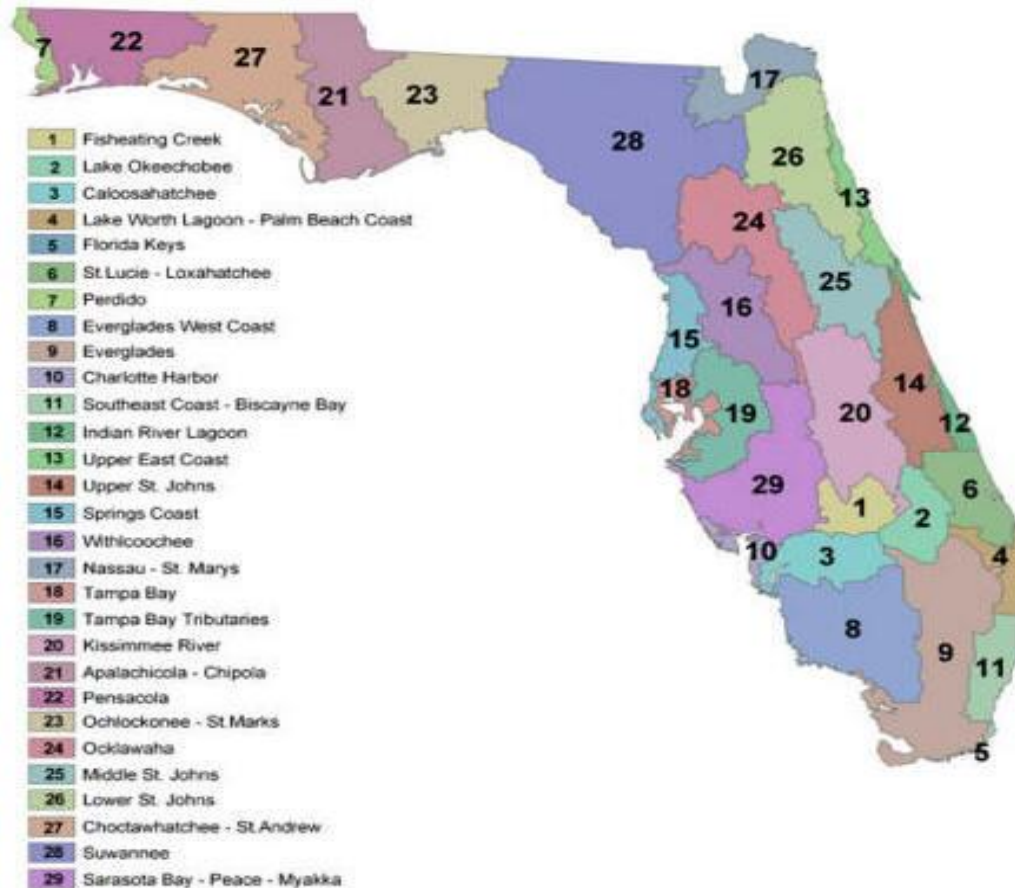 7
22
27
21
23
28
17
26
13
24
25
16
15
18
19
14
20
12
29
1
2
6
10
3
4
8
9
11
5
1 Fisheating Creek
2 Lake Okeechobee
3 Caloosahatchee
4 Lake Worth Lagoon - Palm Beach Coast
5 Florida Keys
6 St.Lucie - Loxahatchee
7 Perdido
8 Everglades West Coast
9 Everglades
10 Charlotte Harbor
11 Southeast Coast - Biscayne Bay
12 Indian River Lagoon
13 Upper East Coast
14 Upper St. Johns
15 Springs Coast
16 Withlcoochee
17 Nassau - St. Marys
18 Tampa Bay
19 Tampa Bay Tributaries
20 Kissimmee River
21 Apalachicola - Chipola
22 Pensacola
23 Ochlockonee - St.Marks
24 Ocklawaha
25 Middle St. Johns
26 Lower St. Johns
27 Choctawhatchee - St.Andrew
28 Suwannee
29 Sarasota Bay - Peace - Myakka